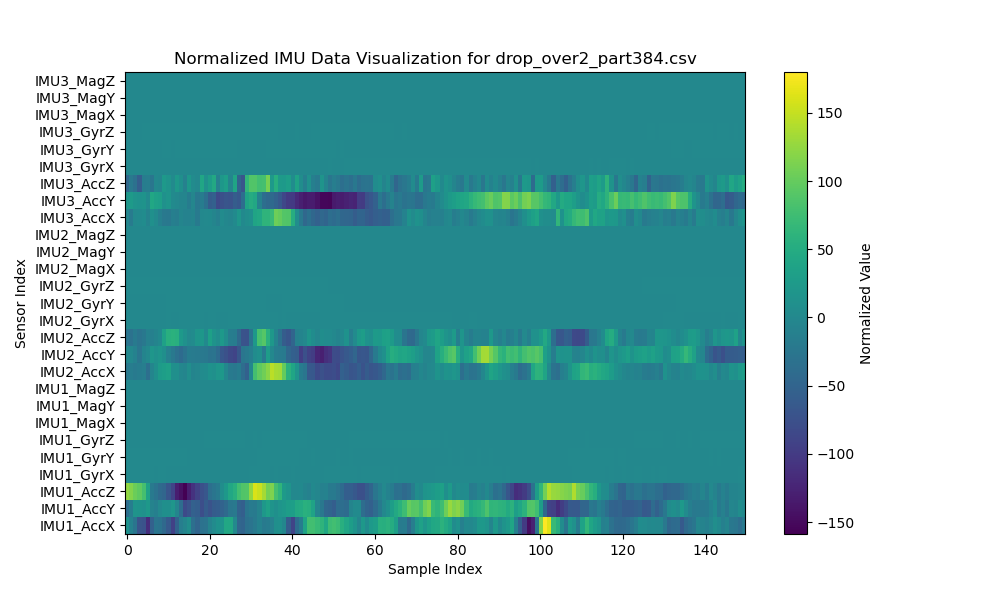 Normalized IMU Data Visualization for drop_over2_part384.csv
IMU3_MagZ
IMU3_MagY
IMU3_MagX
IMU3_GyrZ
IMU3_GyrY
IMU3_GyrX
IMU3_AccZ
IMU3_AccY
IMU3_AccX
IMU2_MagZ
IMU2_MagY
IMU2_MagX
IMU2_GyrZ
IMU2_GyrY
IMU2_GyrX
IMU2_AccZ
IMU2_AccY
IMU2_AccX
IMU1_MagZ
IMU1_MagY
IMU1_MagX
IMU1_GyrZ
IMU1_GyrY
IMU1_GyrX
IMU1_AccZ
IMU1_AccY
IMU1_AccX
Sensor Index
0 20 40 60 80 100 120 140
Sample Index
150
100
50
0
−50
−100
−150
Normalized Value